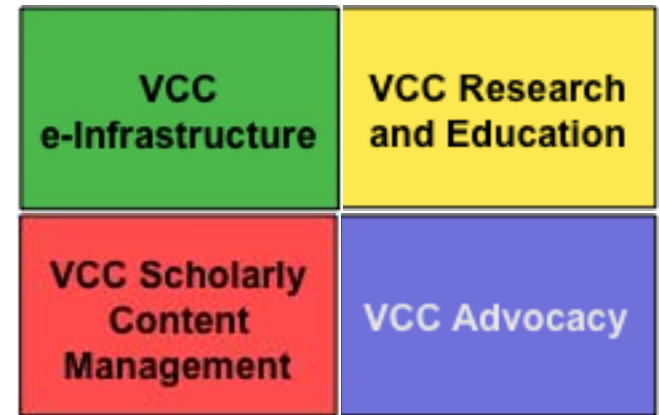 VCC
e-Infrastructure
VCC Research
and Education
VCC Scholarly
Content
Management
VCC Advocacy